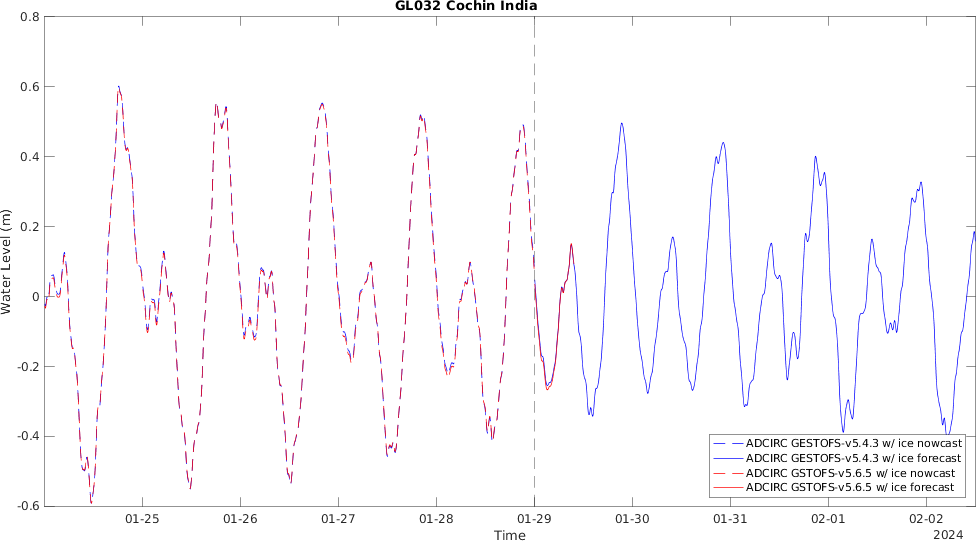 GL032 Cochin India
0.8
0.6
0.4
0.2
0
-0.2
-0.4
-0.6
Water Level (m)
ADCIRC GESTOFS-v5.4.3 w/ ice nowcast
ADCIRC GESTOFS-v5.4.3 w/ ice forecast
ADCIRC GSTOFS-v5.6.5 w/ ice nowcast
ADCIRC GSTOFS-v5.6.5 w/ ice forecast
01-25 01-26 01-27 01-28 01-29 01-30 01-31 02-01 02-02
Time
2024